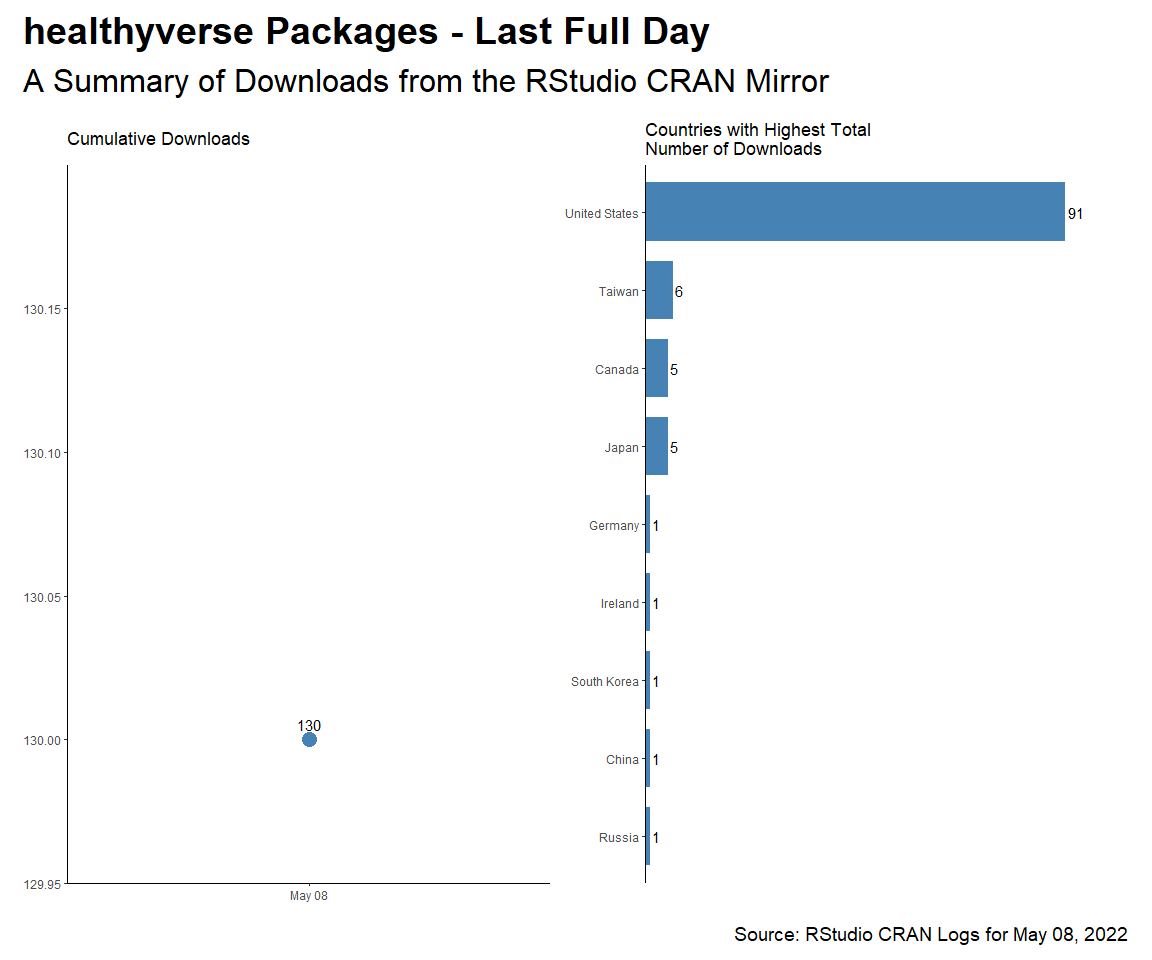 healthyverse Packages - Last Full Day
A Summary of Downloads from the RStudio CRAN Mirror
Cumulative Downloads
130.15
130.10
130.05
130.00
129.95
130
May 08
Countries with Highest Total
Number of Downloads
United States 91
Taiwan 6
Canada 5
Japan 5
Germany 1
Ireland 1
South Korea 1
China 1
Russia 1
Source: RStudio CRAN Logs for May 08, 2022